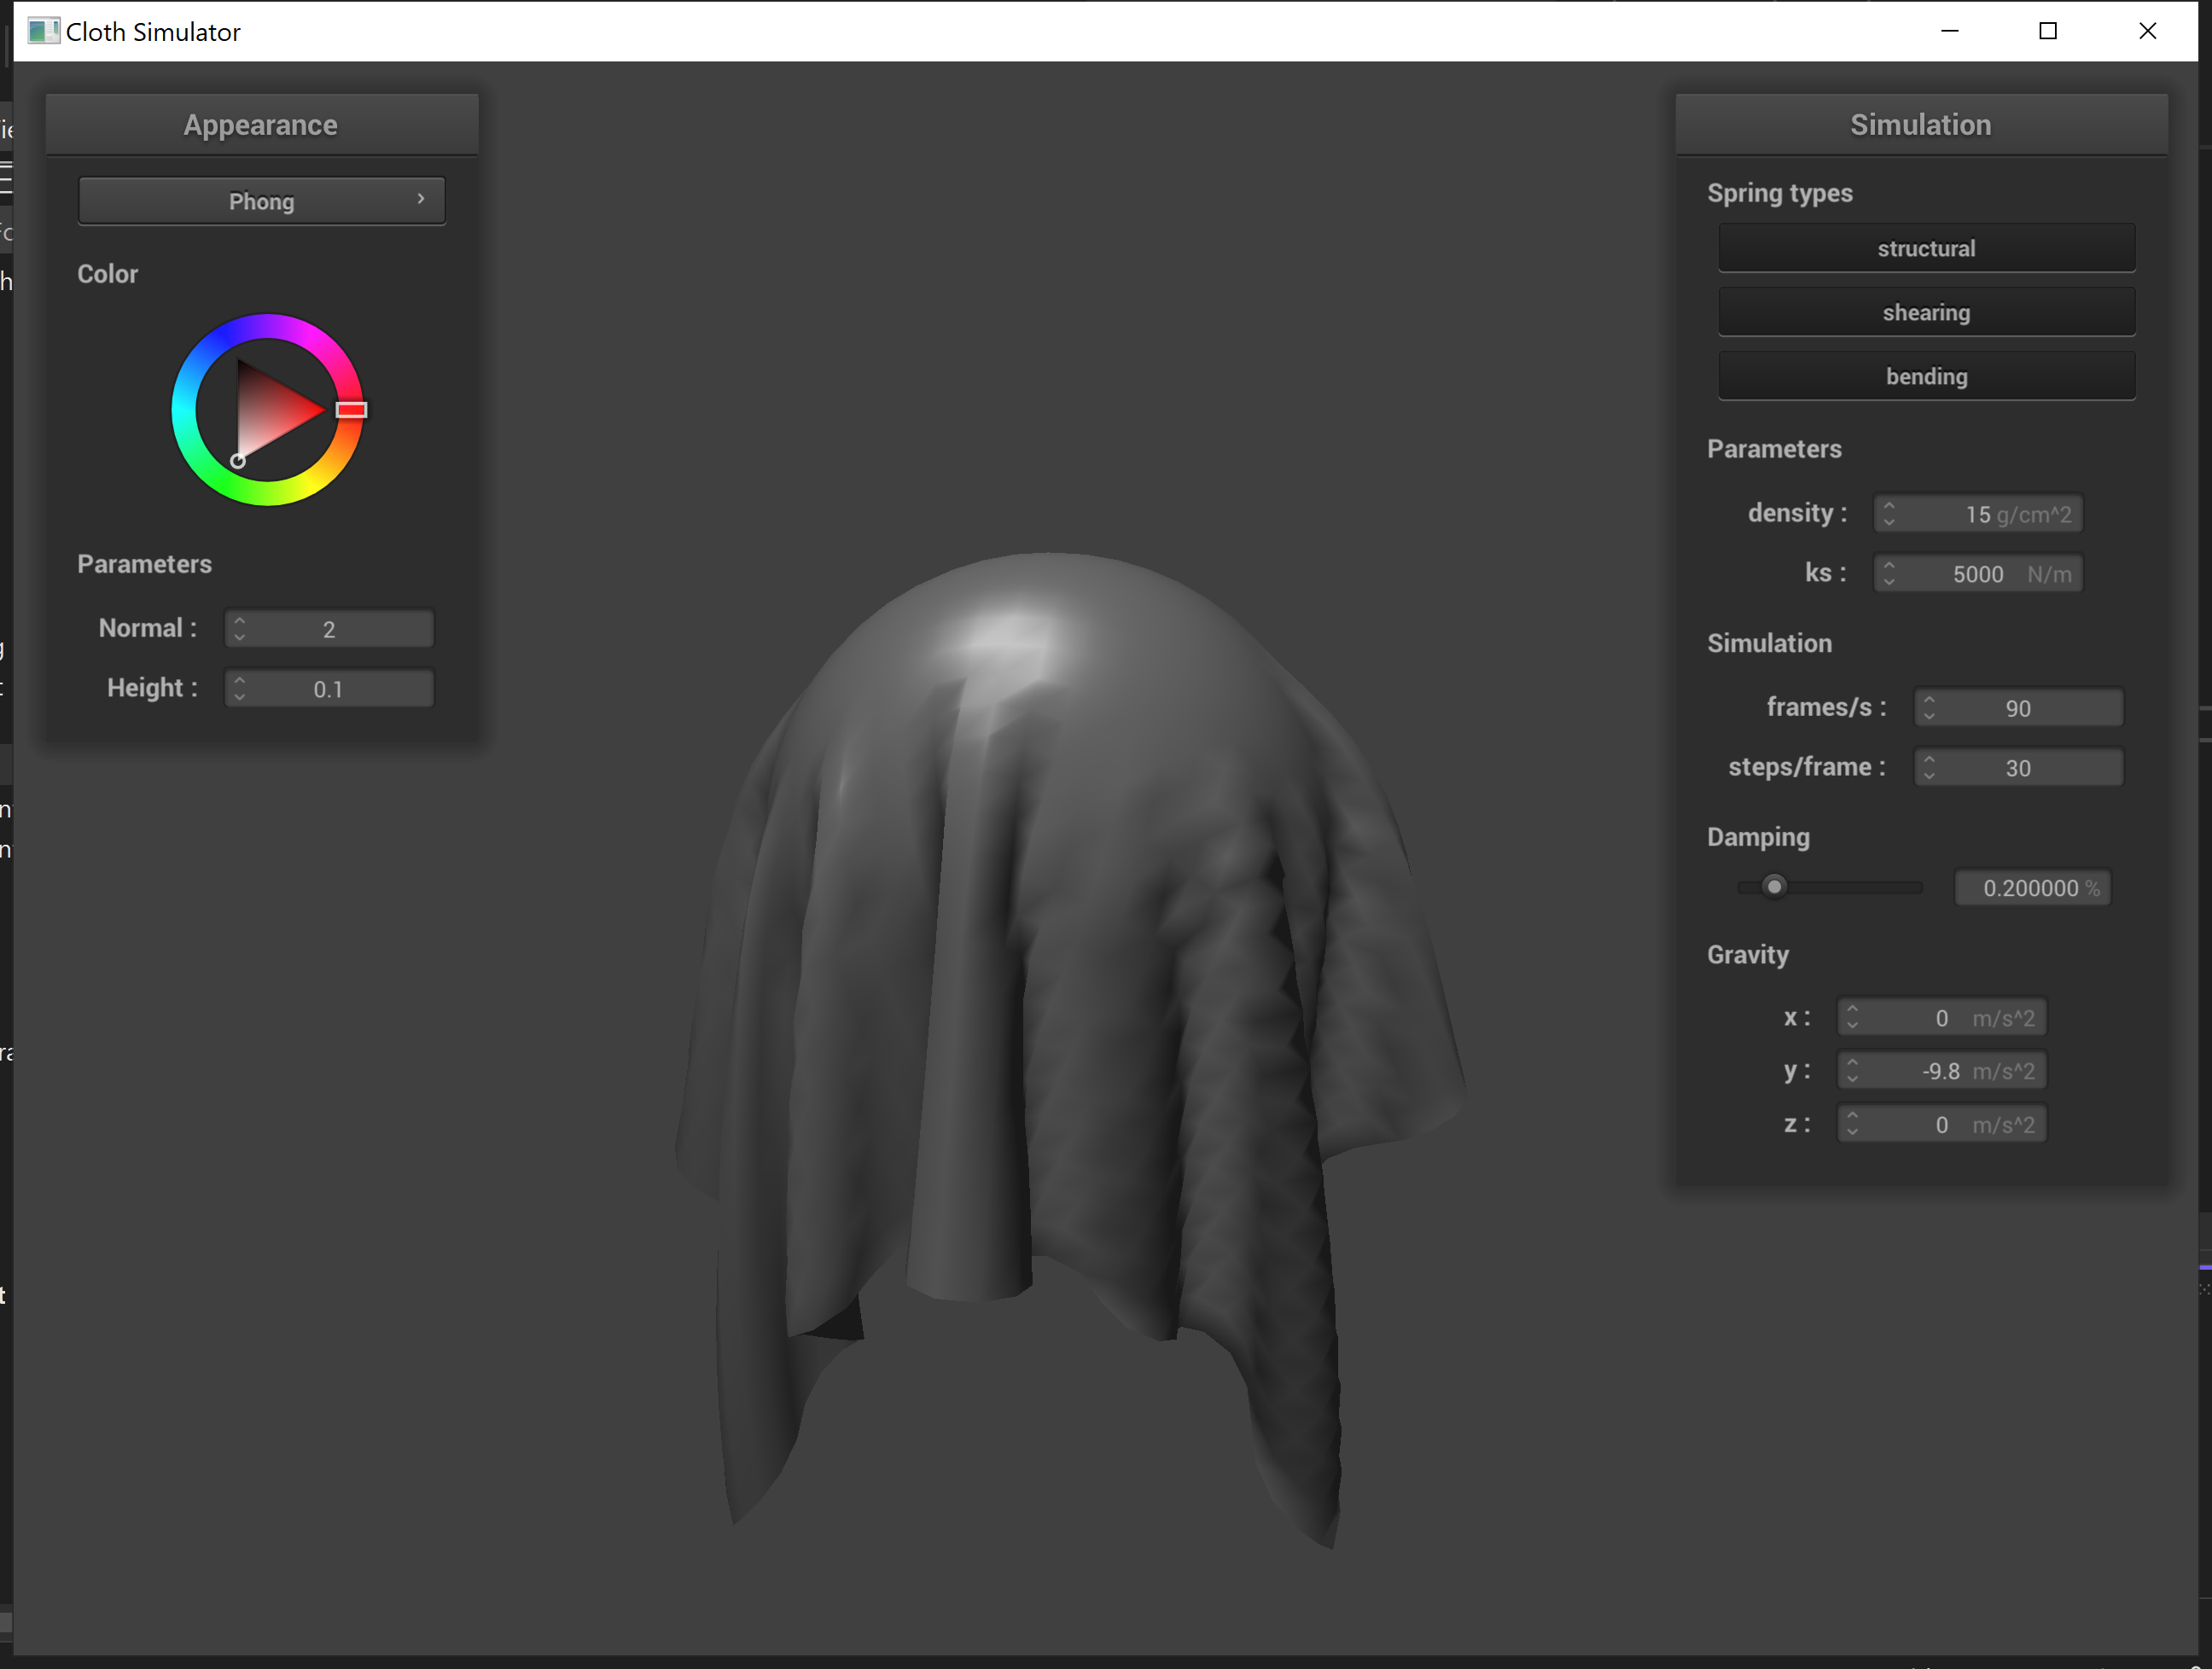 Cloth Simulator
Appearance
Phong
Color
Parameters
Normal :
2
Height :
0.1
Simulation
Spring types
structural
shearing
bending
Parameters
density :
15 g/cm^2
ks :
5000 N/m
Simulation
frames/s :
90
steps/frame :
30
Damping
0.200000 %
Gravity
x :
0 m/s^2
y :
-9.8 m/s^2
z :
0 m/s^2